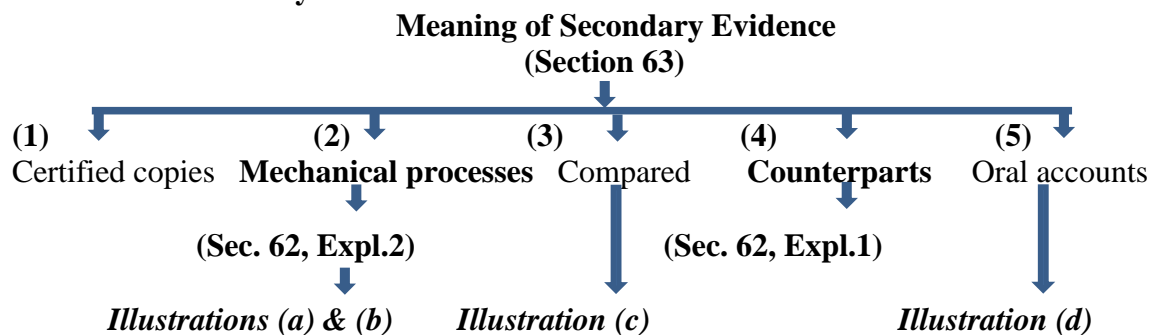 Meaning of Secondary Evidence
(Section 63)
(1) (2) (3) (4) (5)
Certified copies Mechanical processes Compared Counterparts Oral accounts
(Sec. 62, Expl.2) (Sec. 62, Expl.1)
Illustrations (a) & (b) Illustration (c) Illustration (d)